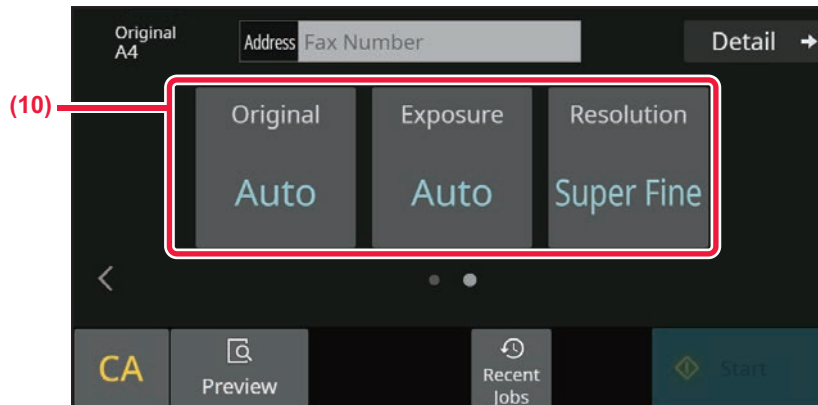 Original
A4
Address Fax Number
Detail
(10)
Original Exposure Resolution
Auto Auto Super Fine
CA
Preview
Recent
Jobs
Start